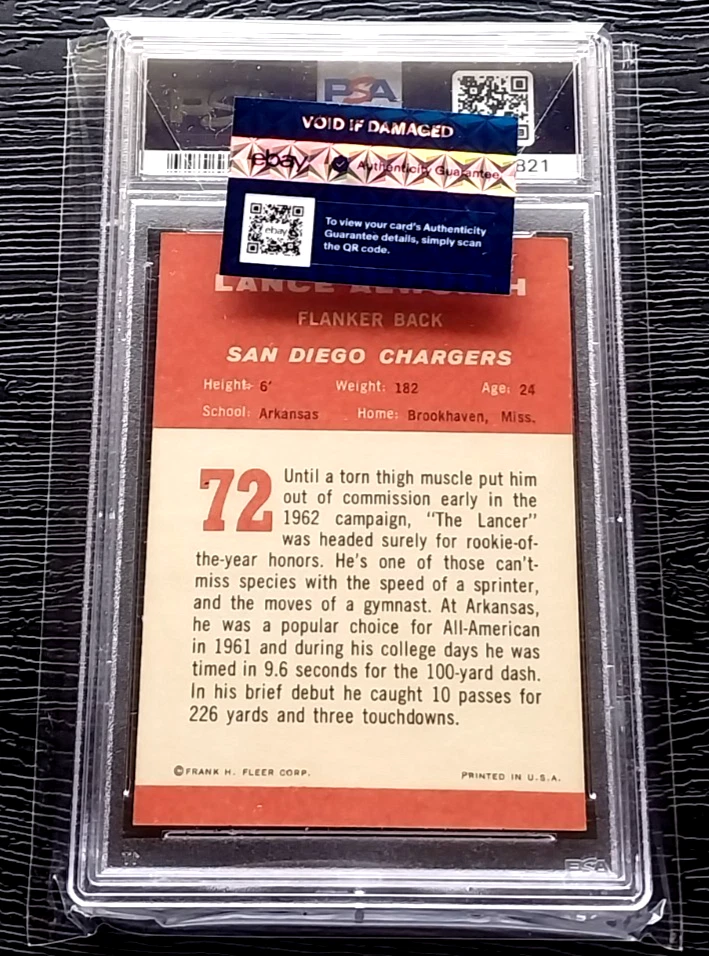 PSA
VOID IF DAMAGED
ebay Authenticity Guarantee
821
ebay
To view your card's Authenticity
Guarantee details, simply scan
the QR code.
LANCE ALWORTH
FLANKER BACK
SAN DIEGO CHARGERS
Height: 6' Weight: 182 Age: 24
School: Arkansas Home: Brookhaven, Miss.
72 Until a torn thigh muscle put him
out of commission early in the
1962 campaign, "The Lancer"
was headed surely for rookie-of-
the-year honors. He's one of those can't-
miss species with the speed of a sprinter,
and the moves of a gymnast. At Arkansas,
he was a popular choice for All-American
in 1961 and during his college days he was
timed in 9.6 seconds for the 100-yard dash.
In his brief debut he caught 10 passes for
226 yards and three touchdowns.
©FRANK H. FLEER CORP. PRINTED IN U.S.A.
PSA